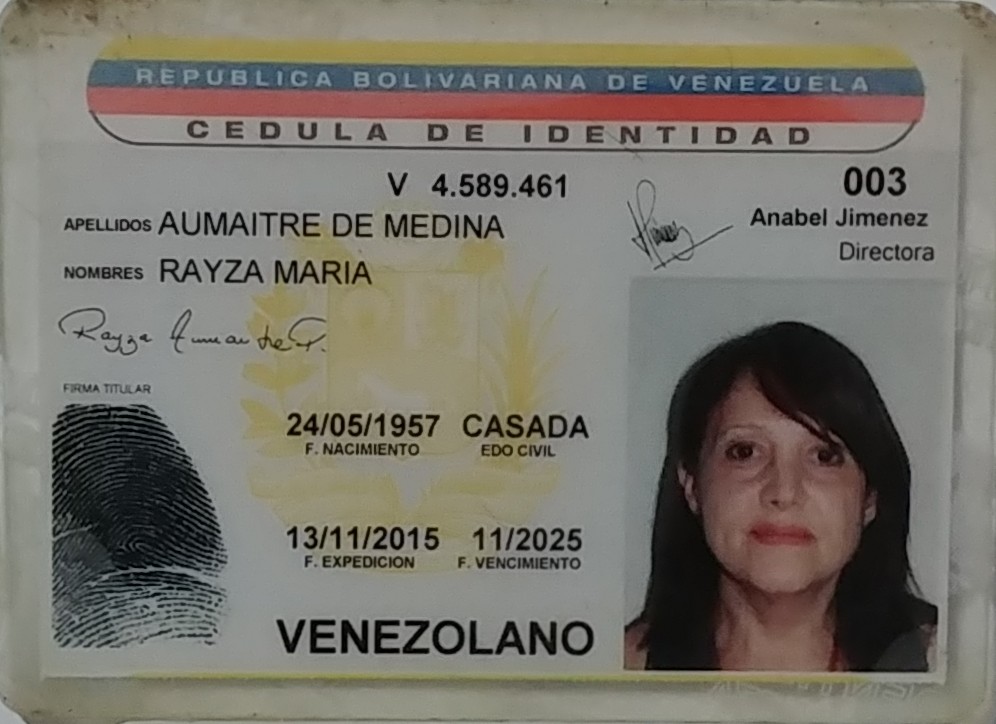 REPUBLICA BOLIVARIANA DE VENEZUELA
CEDULA DE IDENTIDAD
V 4.589.461
003
APELLIDOS AUMAITRE DE MEDINA
Anabel Jimenez
Directora
NOMBRES RAYZA MARIA
Rayza
FIRMA TITULAR
24/05/1957 CASADA
F. NACIMIENTO EDO CIVIL
13/11/2015 11/2025
F. EXPEDICION F. VENCIMIENTO
VENEZOLANO